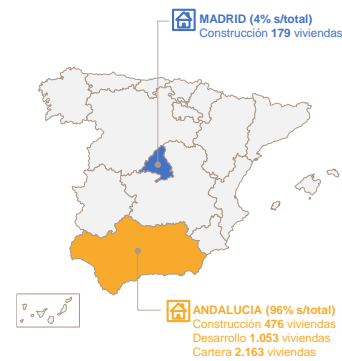 MADRID (4% s/total)
Construcción 179 viviendas
ANDALUCIA (96% s/total)
Construcción 476 viviendas
Desarrollo 1.053 viviendas
Cartera 2.163 viviendas